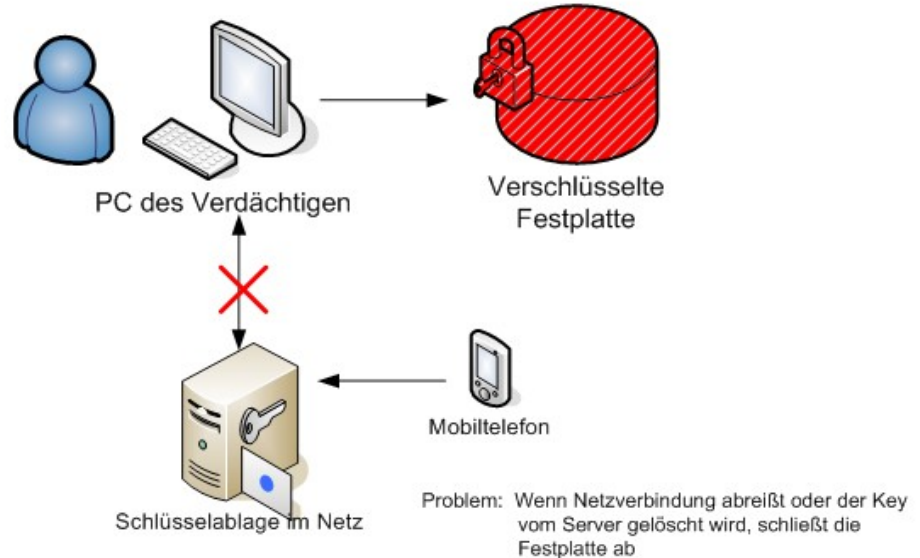 PC des Verdächtigen
Verschlüsselte
Festplatte
Mobiltelefon
Schlüsselablage im Netz
Problem: Wenn Netzverbindung abreißt oder der Key
vom Server gelöscht wird, schließt die
Festplatte ab